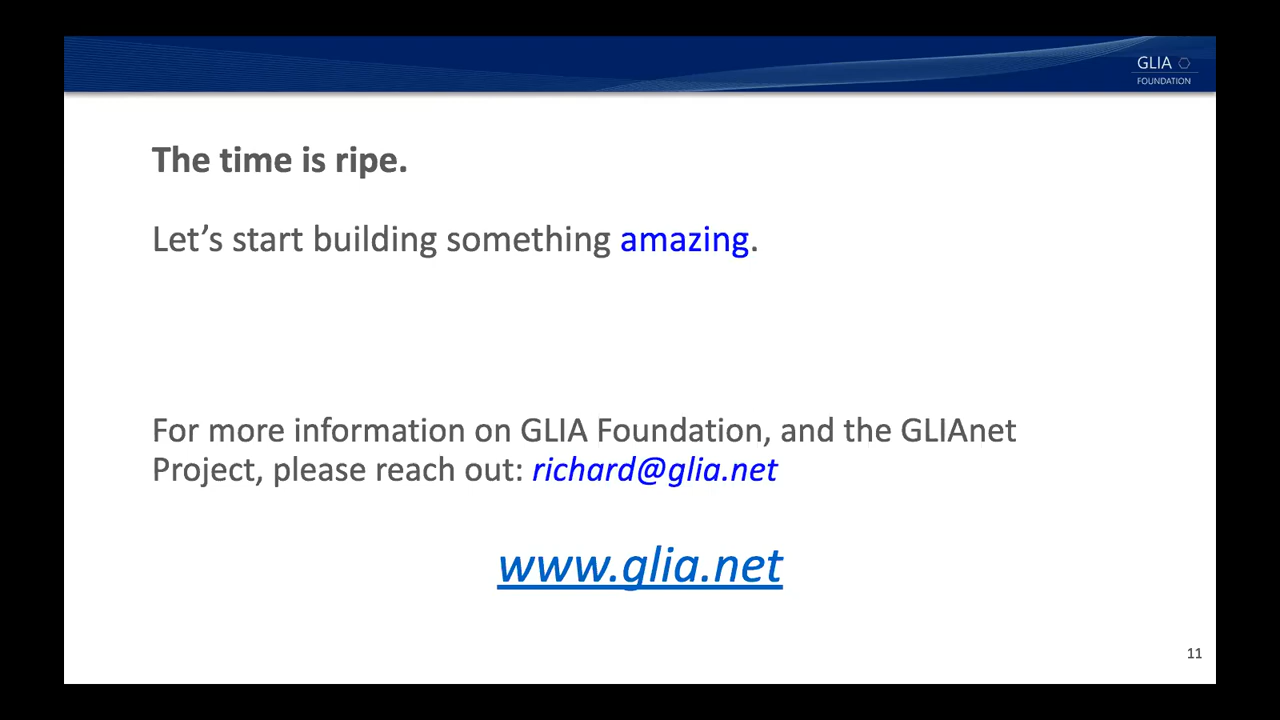 GLIA
FOUNDATION
The time is ripe.
Let’s start building something amazing.
For more information on GLIA Foundation, and the GLIAnet
Project, please reach out: richard@glia.net
www.glia.net
11